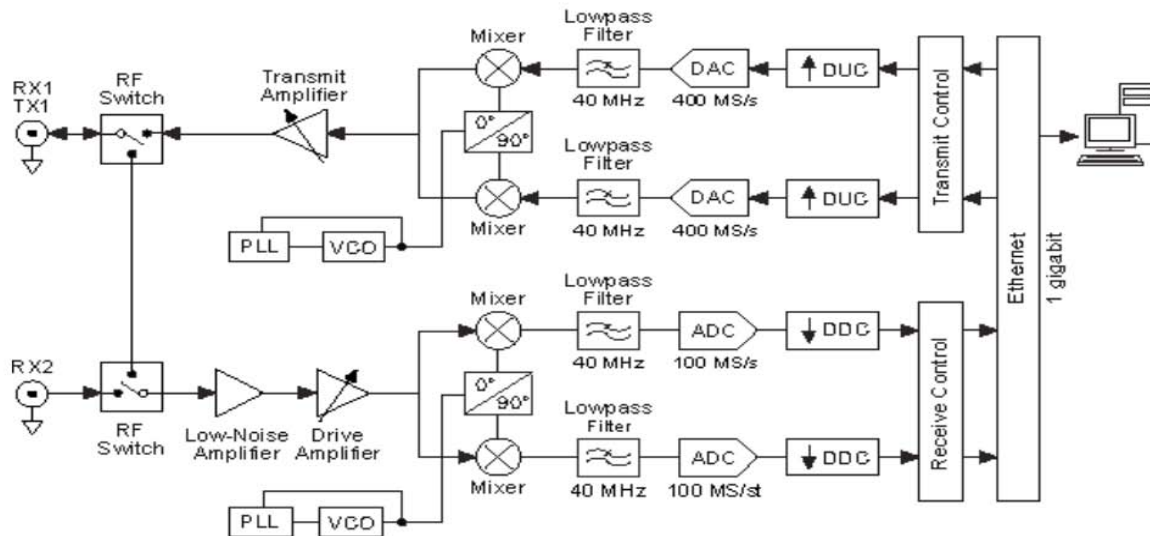 Lowpass
Filter
Mixer
40 MHz
DAC
400 MS/s
DUC
RX1
TX1
RF
Switch
Transmit
Amplifier
0°
90°
Lowpass
Filter
Mixer
40 MHz
DAC
400 MS/s
DUC
Transmit Control
Ethernet
1 gigabit
PLL
VCO
Lowpass
Filter
Mixer
40 MHz
ADC
100 MS/s
DDC
RX2
RF
Switch
Low-Noise
Amplifier
Drive
Amplifier
0°
90°
Lowpass
Filter
Mixer
40 MHz
ADC
100 MS/st
DDC
Receive Control
PLL
VCO